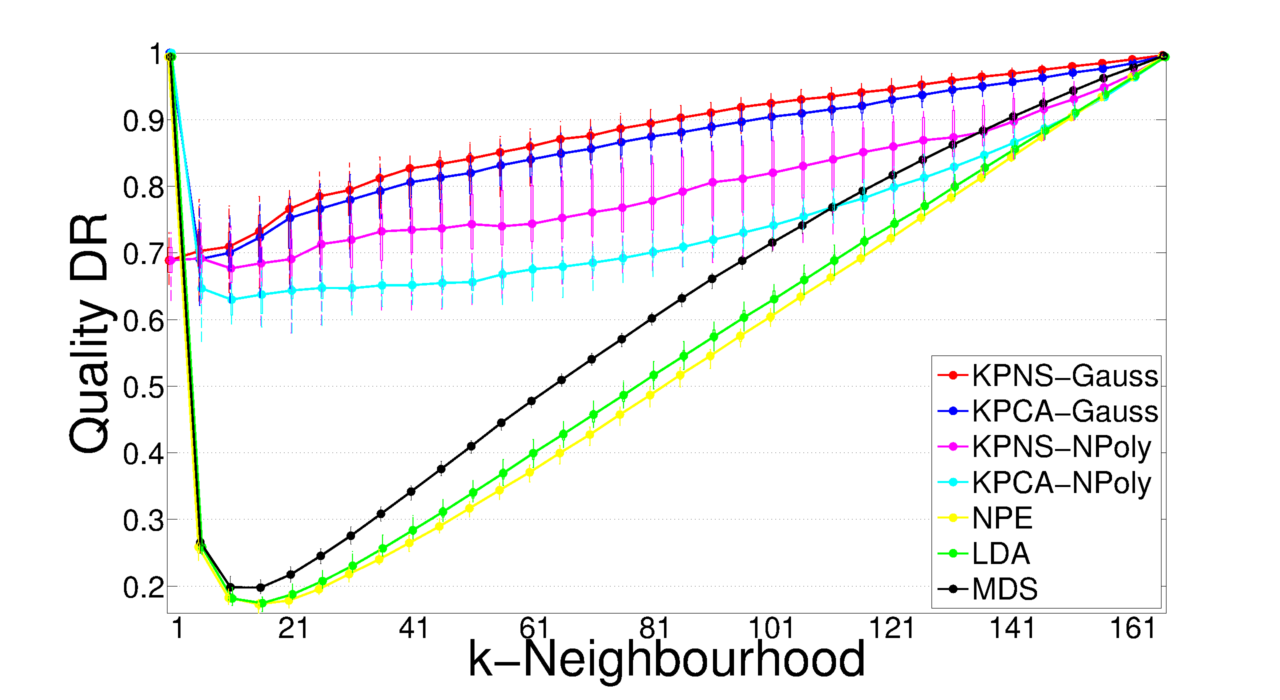 1
0.9
0.8
0.7
0.6
0.5
0.4
0.3
0.2
Quality DR
KPNS−Gauss
KPCA−Gauss
KPNS−NPoly
KPCA−NPoly
NPE
LDA
MDS
1 21 41 61 81 101 121 141 161
k−Neighbourhood